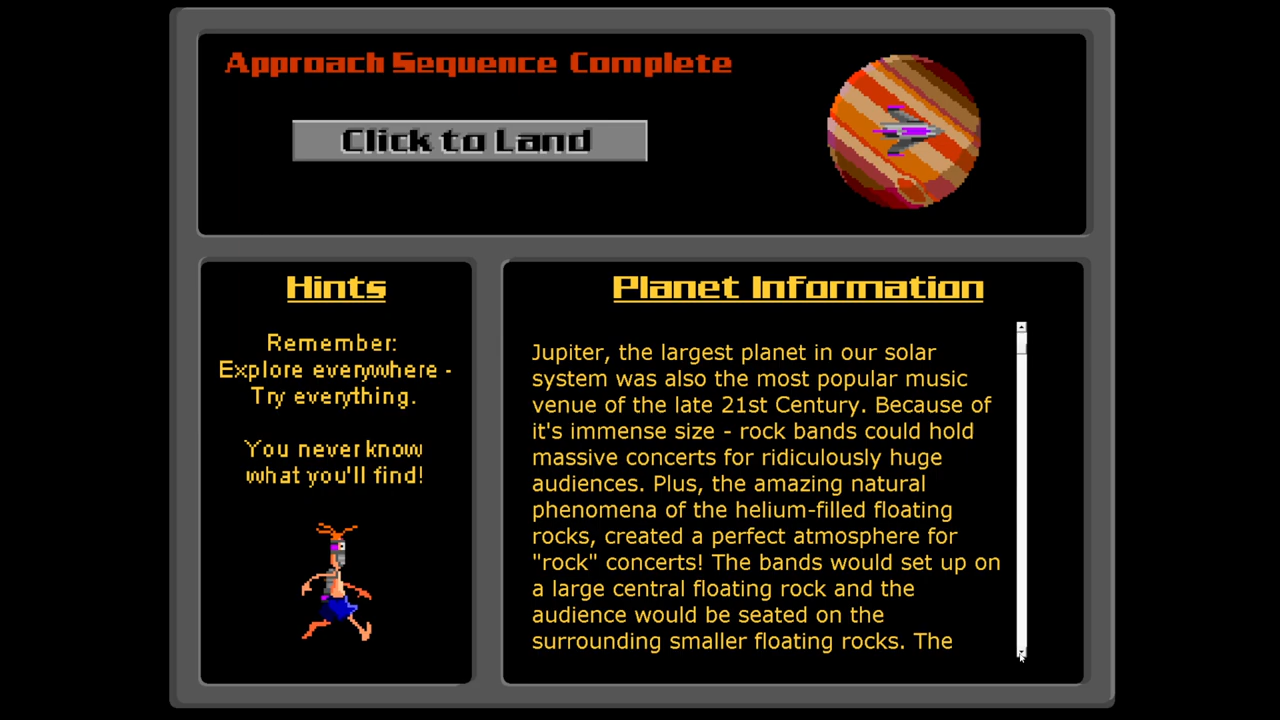 Approach Sequence Complete
Click to Land
Hints
Remember:
Explore everywhere -
Try everything.
You never know
what you'll find!
Planet Information
Jupiter, the largest planet in our solar
system was also the most popular music
venue of the late 21st Century. Because of
it's immense size - rock bands could hold
massive concerts for ridiculously huge
audiences. Plus, the amazing natural
phenomena of the helium-filled floating
rocks, created a perfect atmosphere for
"rock" concerts! The bands would set up on
a large central floating rock and the
audience would be seated on the
surrounding smaller floating rocks. The